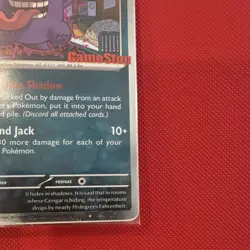 GameStop
Shadow
cked Out by damage from an attack
r's Pokémon, put it into your hand
d pile. (Discard all attached cards.)
nd Jack 10+
30 more damage for each of your
Pokémon.
retreat
It hides in shadows. It is said that in rooms
where Gengar is hiding, the temperature
drops by nearly 10 degrees Fahrenheit.